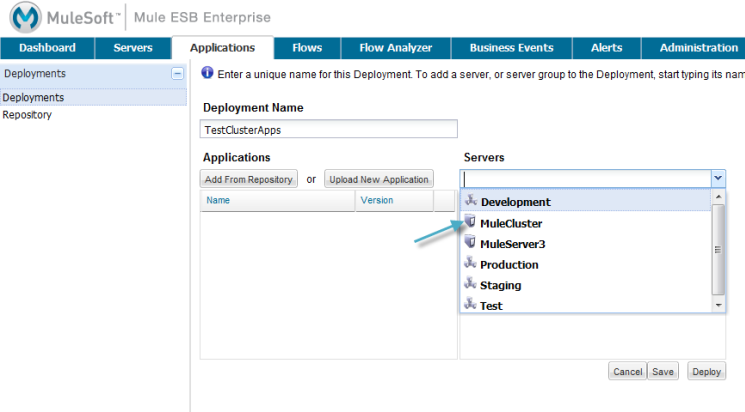 MuleSoft™ Mule ESB Enterprise
Dashboard Servers Applications Flows Flow Analyzer Business Events Alerts Administration
Deployments
Enter a unique name for this Deployment. To add a server, or server group to the Deployment, start typing its nam
Deployments
Repository
Deployment Name
TestClusterApps
Applications Servers
Add From Repository or Upload New Application
Name Version
Development
MuleCluster
MuleServer3
Production
Staging
Test
Cancel Save Deploy